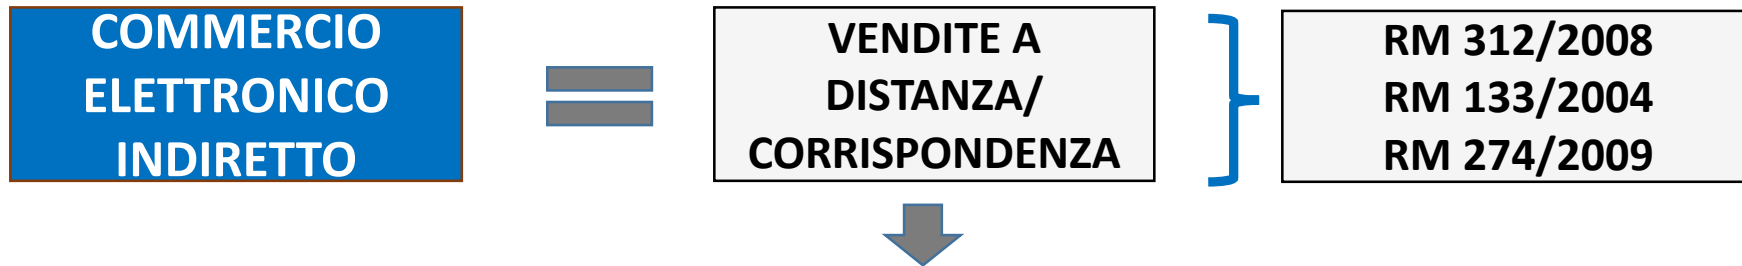 COMMERCIO
ELETTRONICO
INDIRETTO
VENDITE A
DISTANZA/
CORRISPONDENZA
RM 312/2008
RM 133/2004
RM 274/2009